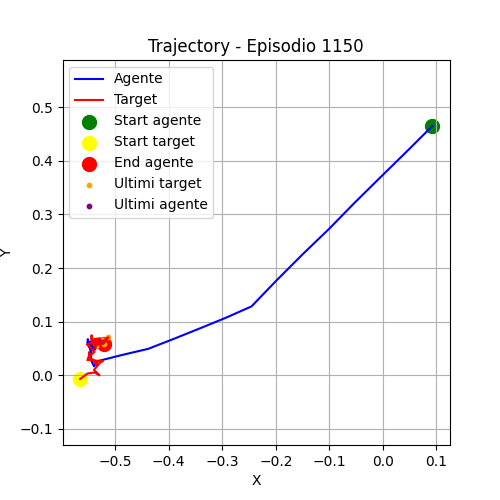 Trajectory - Episodio 1150
Agente
Target
Start agente
Start target
End agente
Ultimi target
Ultimi agente
0.5
0.4
0.3
0.2
0.1
0.0
−0.1
Y
−0.5
−0.4
−0.3
−0.2
−0.1
0.0
0.1
X